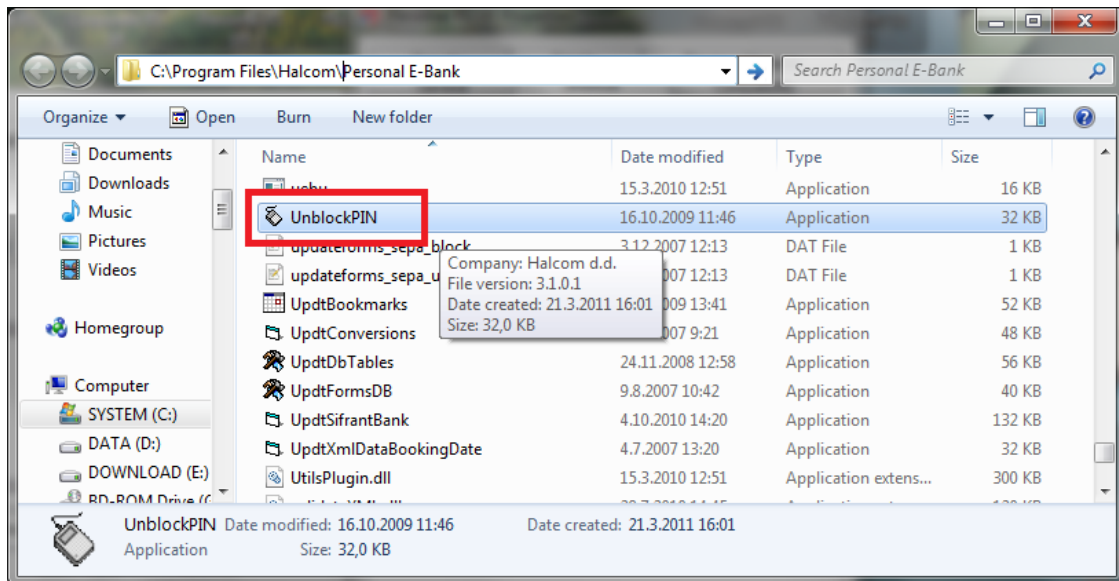 C:\Program Files\Halcom\Personal E-Bank
Search Personal E-Bank
Organize Open Burn New folder
Documents
Downloads
Music
Pictures
Videos
Homegroup
Computer
SYSTEM (C:)
DATA (D:)
DOWNLOAD (E:)
BD-ROM Drive
Name Date modified Type Size
15.3.2010 12:51 Application 16 KB
UnblockPIN 16.10.2009 11:46 Application 32 KB
updateforms_sepa_block 3.12.2007 12:13 DAT File 1 KB
updateforms_sepa_u 007 12:13 DAT File 1 KB
UpdtBookmarks 009 13:41 Application 52 KB
UpdtConversions 007 9:21 Application 48 KB
UpdtDbTables 24.11.2008 12:58 Application 56 KB
UpdtFormsDB 9.8.2007 10:42 Application 40 KB
UpdtSifrantBank 4.10.2010 14:20 Application 132 KB
UpdtXmlDataBookingDate 4.7.2007 13:20 Application 32 KB
UtilsPlugin.dll 15.3.2010 12:51 Application extens... 300 KB
Company: Halcom d.d.
File version: 3.1.0.1
Date created: 21.3.2011 16:01
Size: 32,0 KB
UnblockPIN Date modified: 16.10.2009 11:46 Date created: 21.3.2011 16:01
Application Size: 32,0 KB